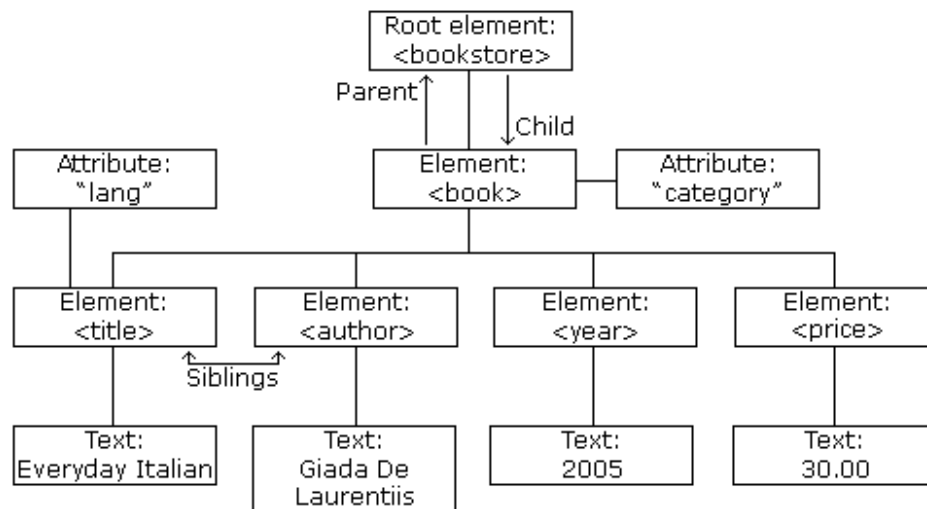 Root element:
<bookstore>
Parent
Child
Attribute:
“lang”
Element:
<book>
Attribute:
“category”
Element:
<title>
Element:
<author>
Element:
<year>
Element:
<price>
Siblings
Text:
Everyday Italian
Text:
Giada De
Laurentiis
Text:
2005
Text:
30.00